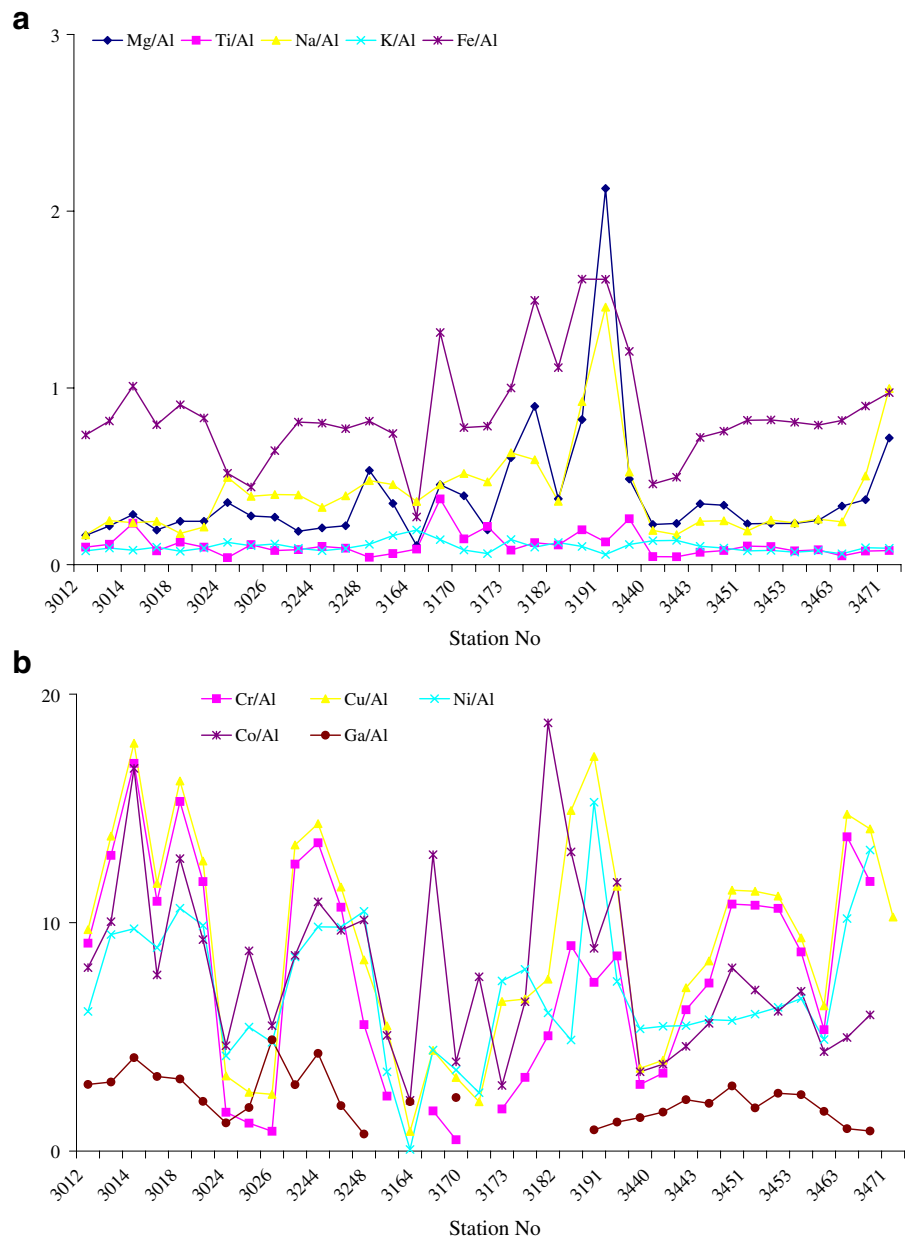 a
3
Mg/Al Ti/Al Na/Al K/Al Fe/Al
2
1
0
3012 3014 3018 3024 3026 3244 3248 3164 3170 3173 3182 3191 3440 3443 3451 3453 3463 3471
Station No
b
20
Cr/Al Cu/Al Ni/Al
Co/Al Ga/Al
10
0
3012 3014 3018 3024 3026 3244 3248 3164 3170 3173 3182 3191 3440 3443 3451 3453 3463 3471
Station No